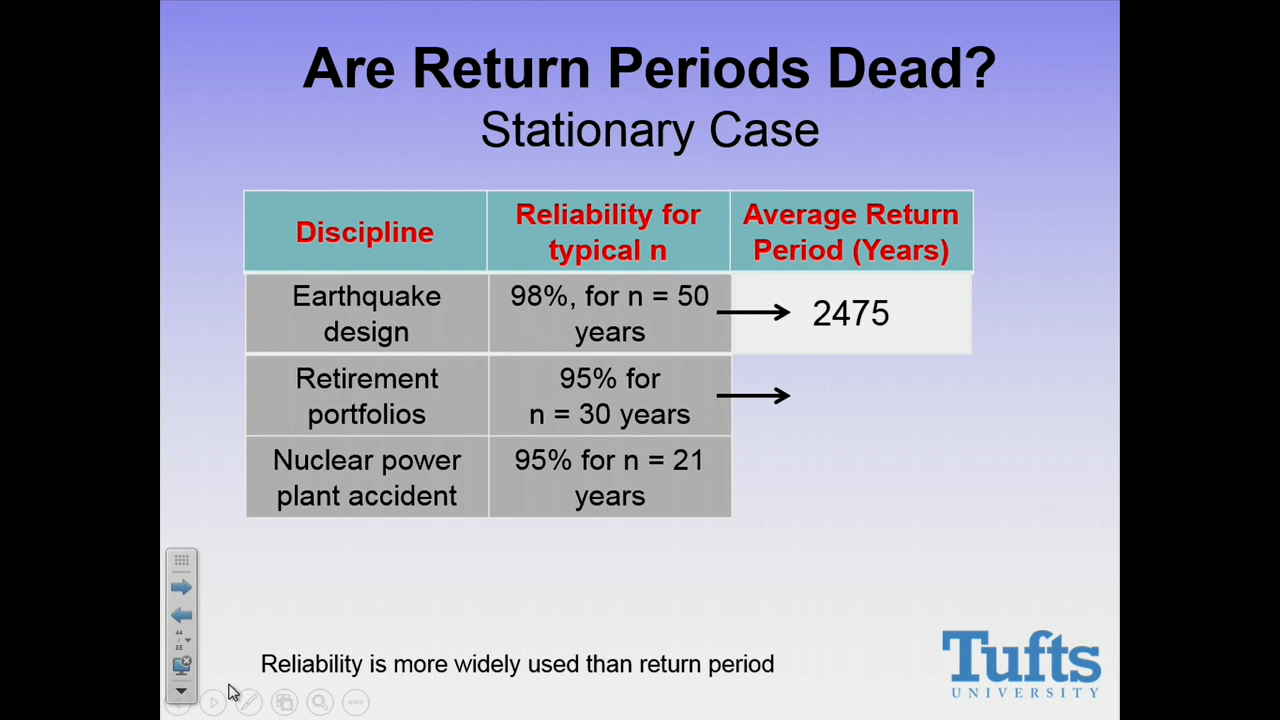 Are Return Periods Dead?
Stationary Case
Discipline
Reliability for
typical n
Average Return
Period (Years)
Earthquake
design
98%, for n = 50
years
2475
Retirement
portfolios
95% for
n = 30 years
Nuclear power
plant accident
95% for n = 21
years
44
/
Reliability is more widely used than return period
Tufts
UNIVERSITY